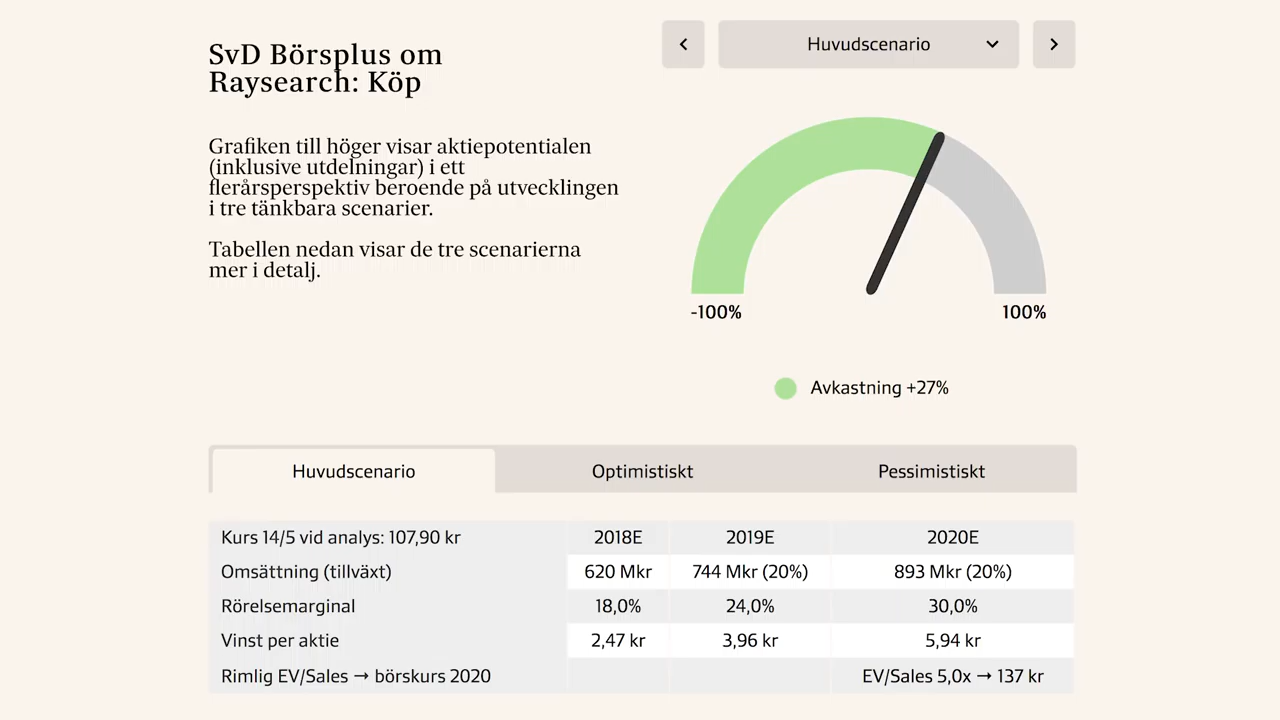 SvD Börsplus om
Raysearch: Köp
Huvudscenario
Grafiken till höger visar aktiepotentialen
(inklusive utdelningar) i ett
flerårsperspektiv beroende på utvecklingen
i tre tänkbara scenarier.
Tabellen nedan visar de tre scenarierna
mer i detalj.
-100%
100%
Avkastning +27%
Huvudscenario Optimistiskt Pessimistiskt
Kurs 14/5 vid analys: 107,90 kr 2018E 2019E 2020E
Omsättning (tillväxt) 620 Mkr 744 Mkr (20%) 893 Mkr (20%)
Rörelsemarginal 18,0% 24,0% 30,0%
Vinst per aktie 2,47 kr 3,96 kr 5,94 kr
Rimlig EV/Sales → börskurs 2020 EV/Sales 5,0x → 137 kr